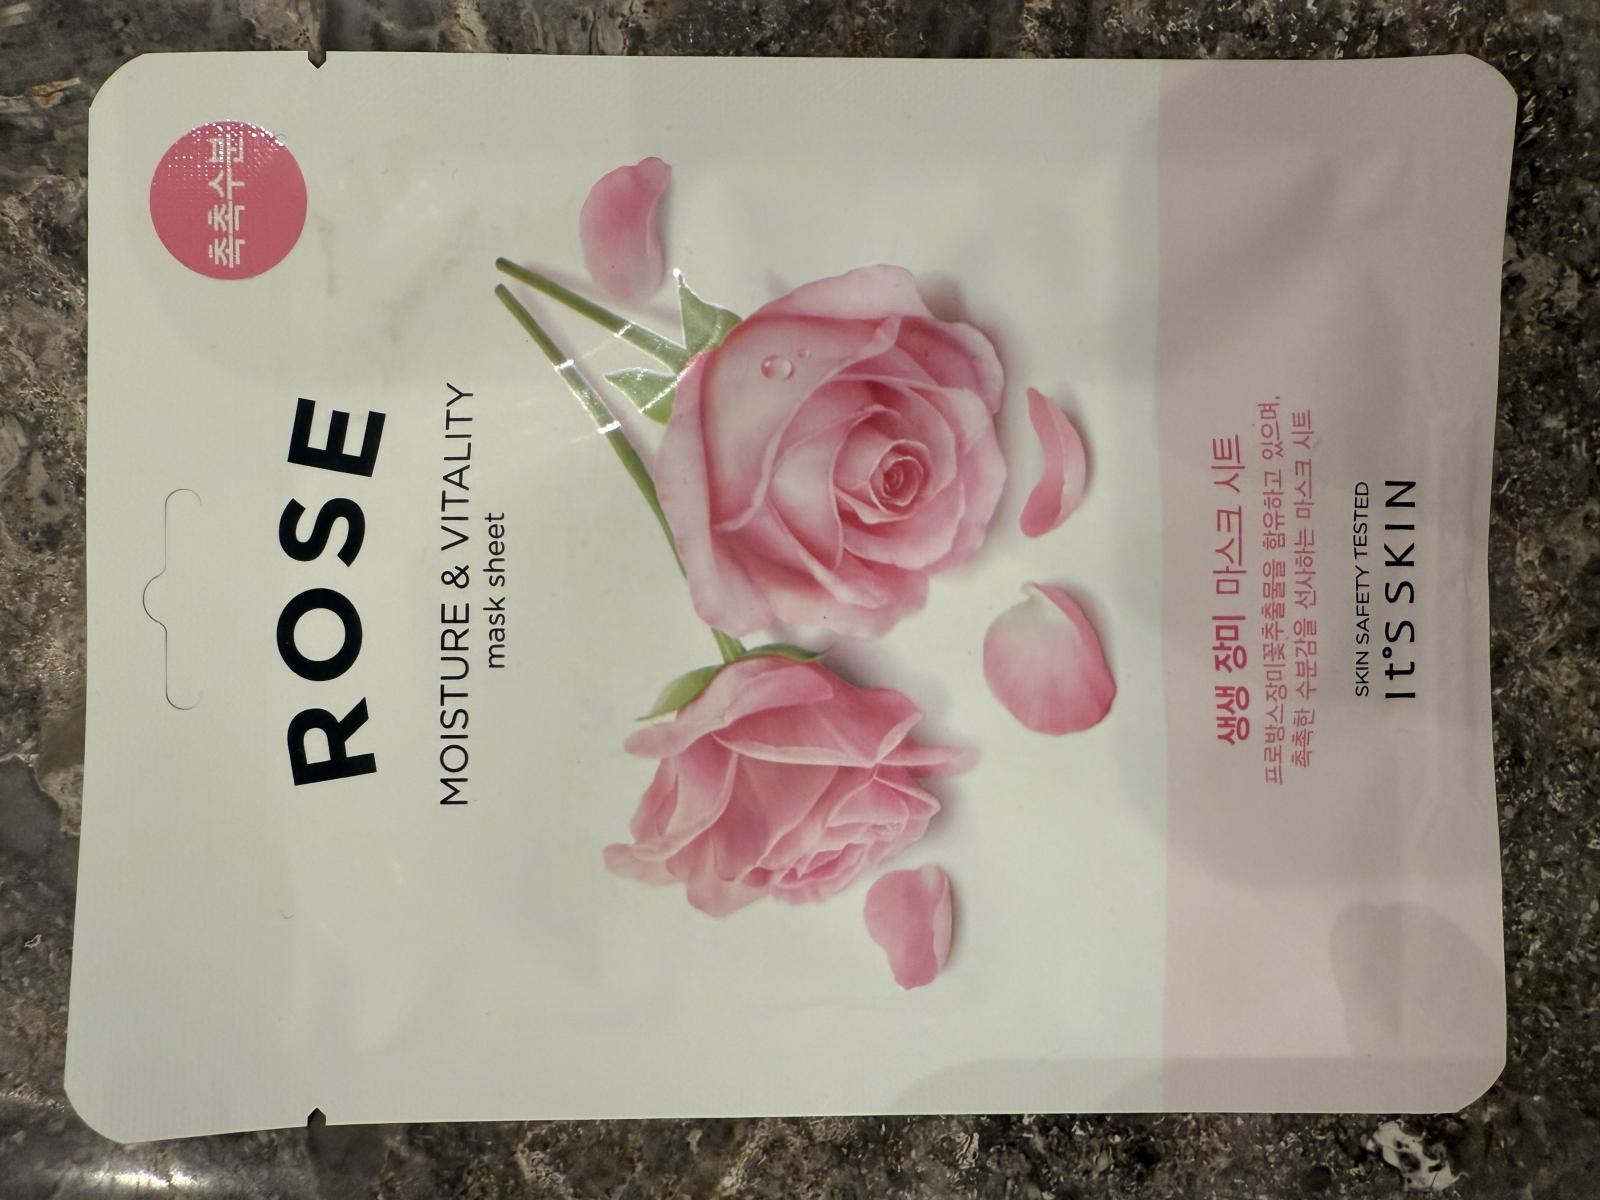 촉촉수분
ROSE
MOISTURE & VITALITY
mask sheet
생생 장미 마스크 시트
프로방스장미꽃추출물을 함유하고 있으며,
촉촉한 수분감을 선사하는 마스크 시트
SKIN SAFETY TESTED
It°S SKIN